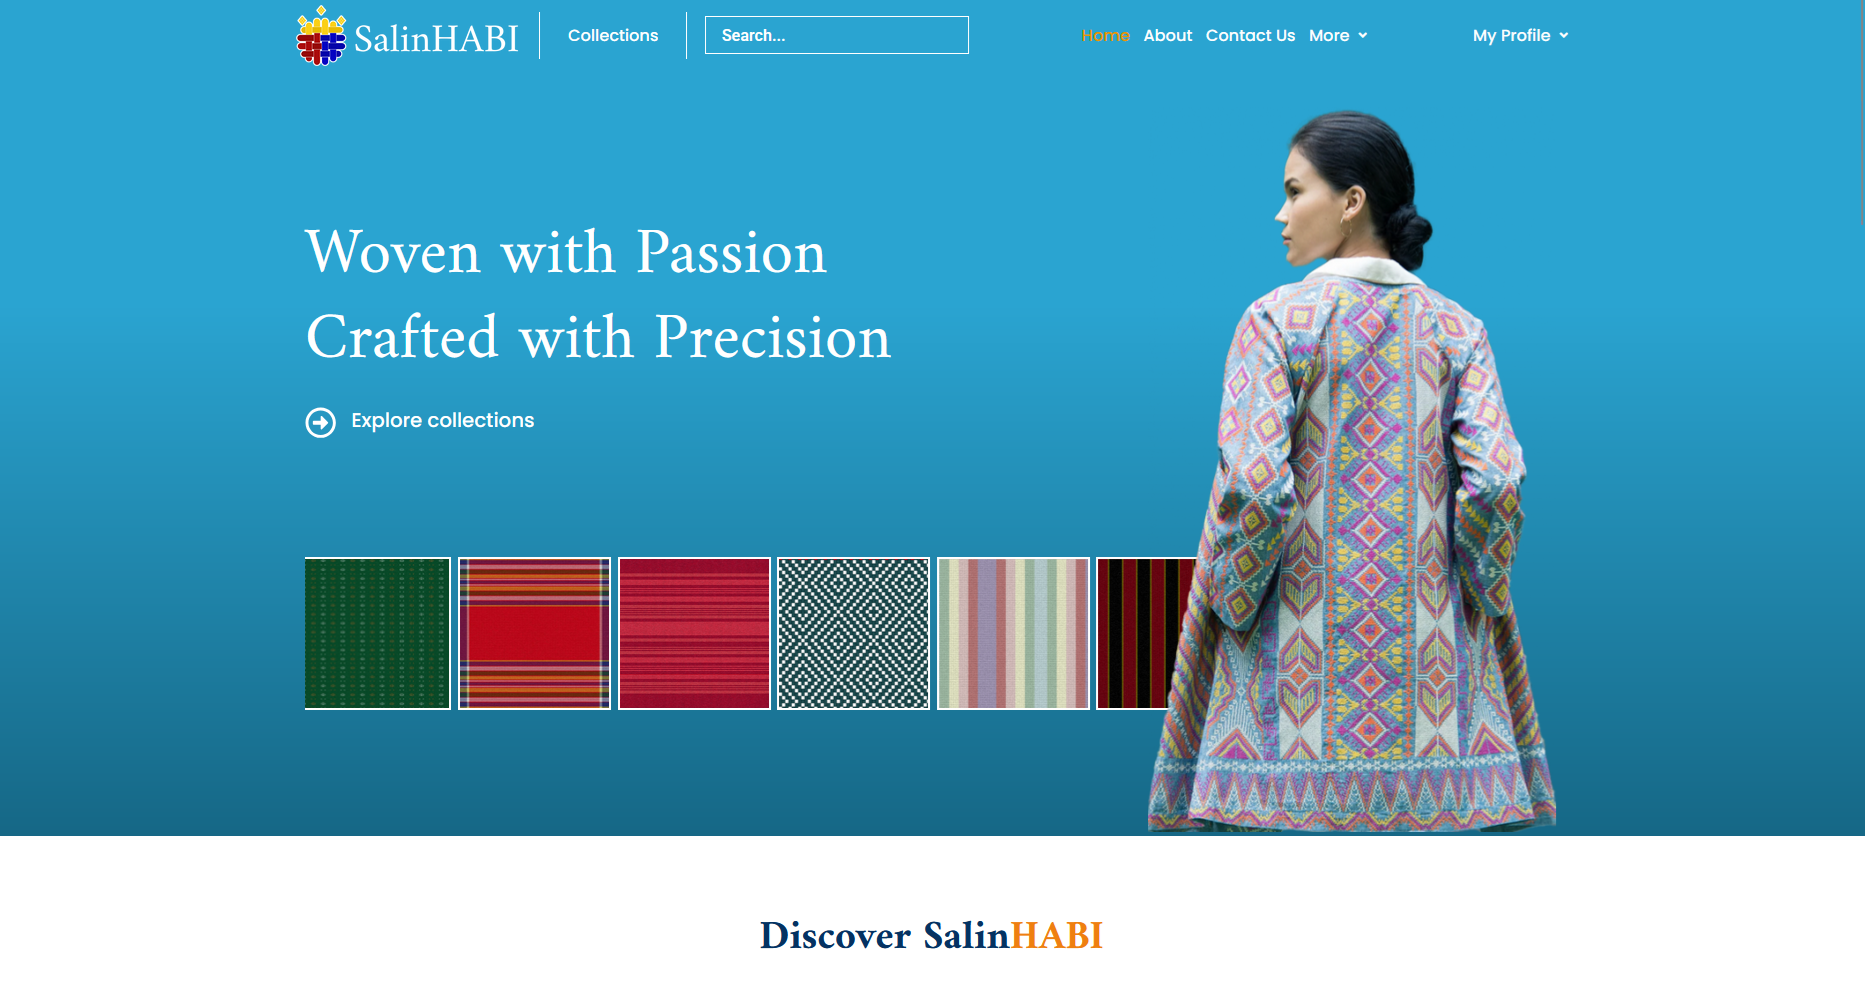 SalinHABI
Collections
Search...
Home About Contact Us More
My Profile
Woven with Passion
Crafted with Precision
Explore collections
Discover SalinHABI